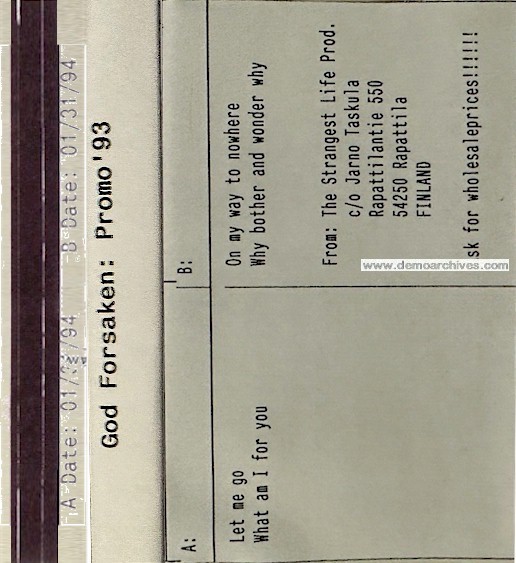 A Date: 01/31/94 B Date: 01/31/94
God Forsaken: Promo'93
A:
B:
Let me go
What am I for you
On my way to nowhere
Why bother and wonder why
From: The Strangest Life Prod.
c/o Jarno Taskula
Rapattilantie 550
54250 Rapattila
FINLAND
sk for wholesaleprices!!!!!!
www.demoarchives.com